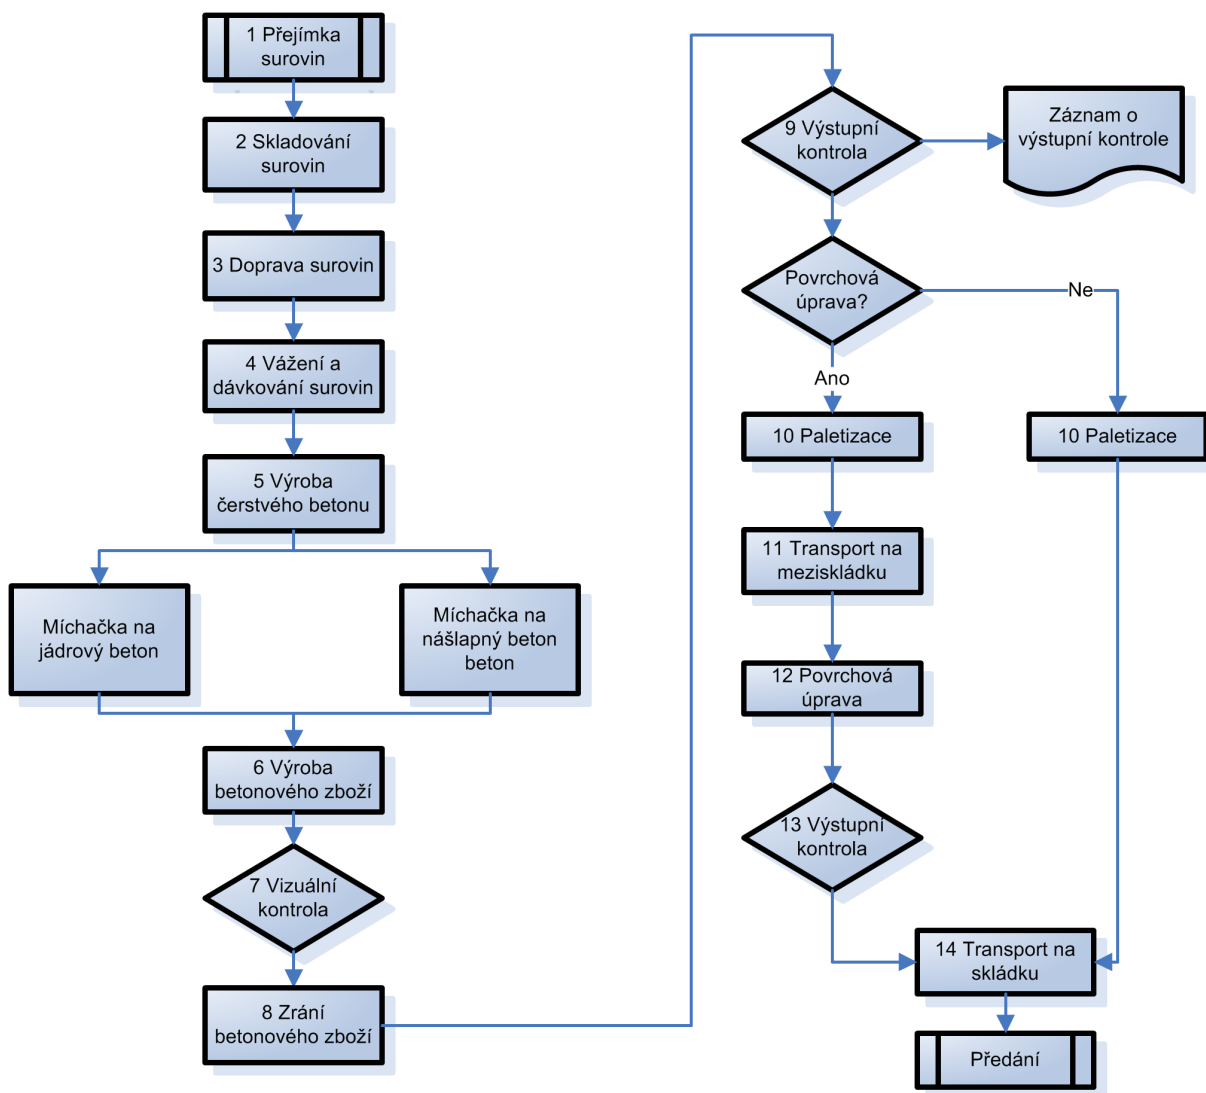 1 Přejímka
surovin
2 Skladování
surovin
3 Doprava surovin
4 Vážení a
dávkování surovin
5 Výroba
čerstvého betonu
Míchačka na
jádrový beton
Míchačka na
nášlapný beton
beton
6 Výroba
betonového zboží
7 Vizuální
kontrola
8 Zrání
betonového zboží
9 Výstupní
kontrola
Záznam o
výstupní kontrole
Povrchová
úprava?
Ne
Ano
10 Paletizace
10 Paletizace
11 Transport na
meziskládku
12 Povrchová
úprava
13 Výstupní
kontrola
14 Transport na
skládku
Předání